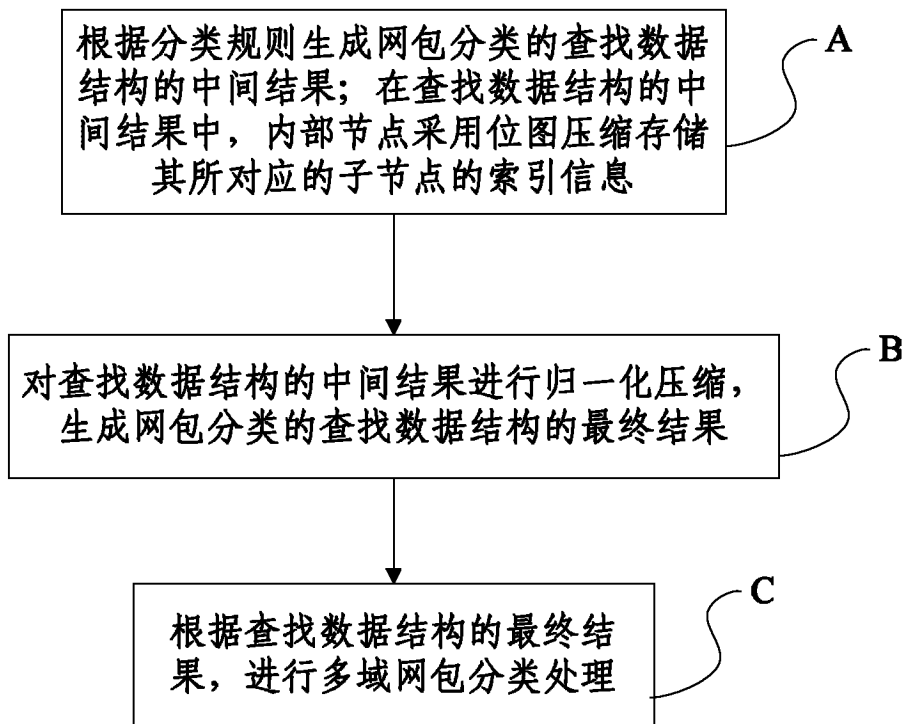 根据分类规则生成网包分类的查找数据
结构的中间结果；在查找数据结构的中
间结果中，内部节点采用位图压缩存储
其所对应的子节点的索引信息
A
对查找数据结构的中间结果进行归一化压缩，
生成网包分类的查找数据结构的最终结果
B
根据查找数据结构的最终结
果，进行多域网包分类处理
C